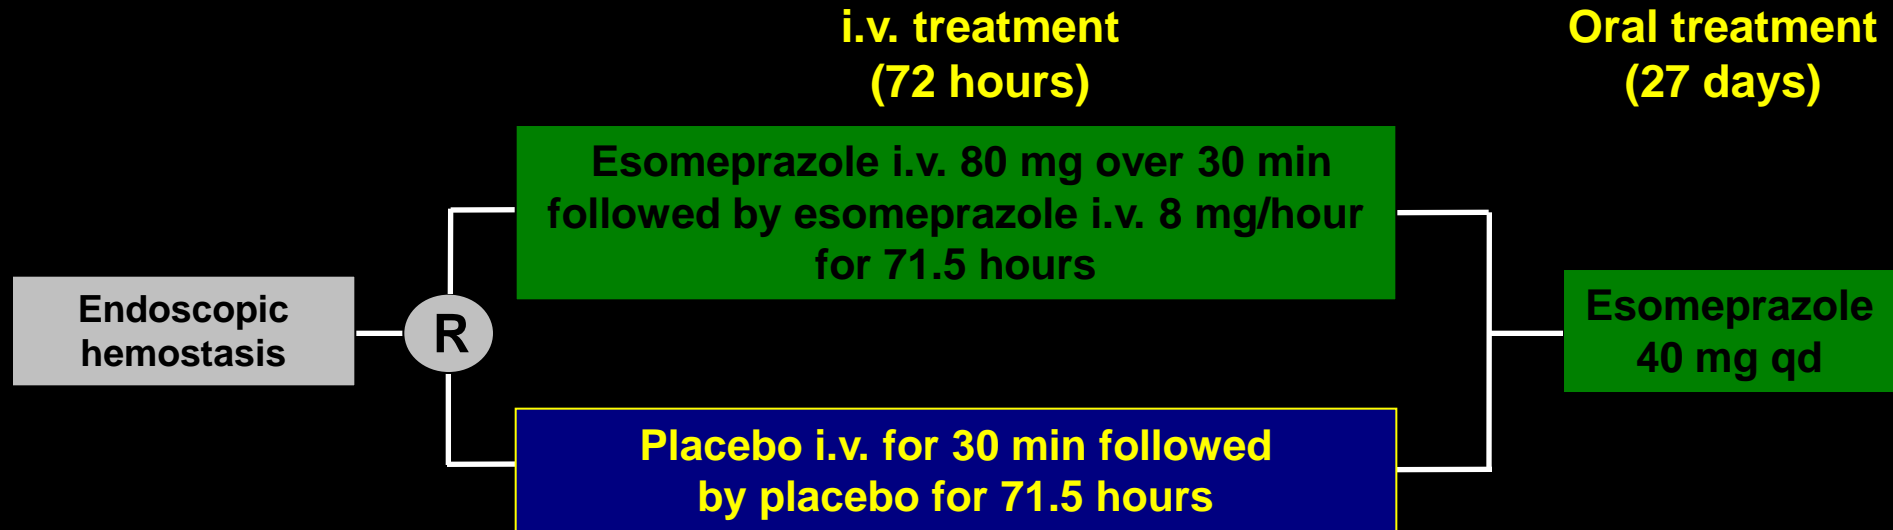 i.v. treatment
(72 hours)
Oral treatment
(27 days)
Esomeprazole i.v. 80 mg over 30 min
followed by esomeprazole i.v. 8 mg/hour
for 71.5 hours
Endoscopic
hemostasis
R
Esomeprazole
40 mg qd
Placebo i.v. for 30 min followed
by placebo for 71.5 hours